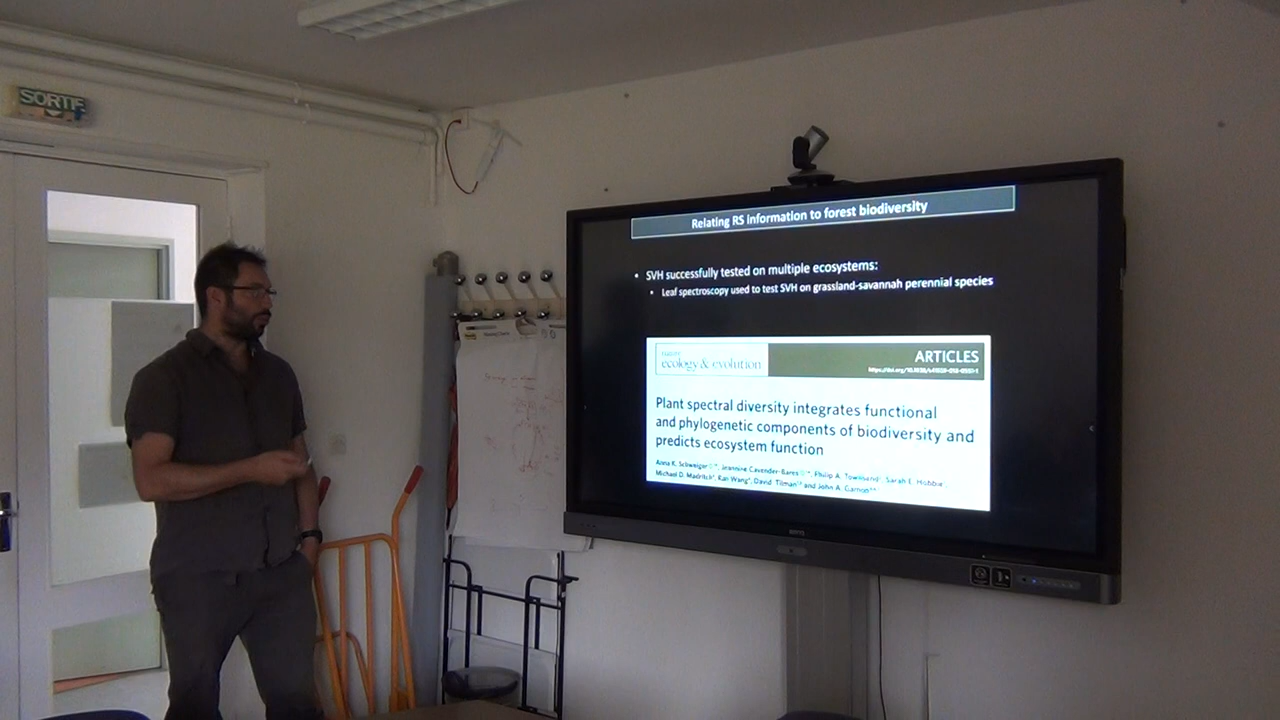 SORTIE
Relating RS information to forest biodiversity
• SVH successfully tested on multiple ecosystems:
• Leaf spectroscopy used to test SVH on grassland-savannah perennial species
nature
ecology & evolution
ARTICLES
Plant spectral diversity integrates functional
and phylogenetic components of biodiversity and
predicts ecosystem function
Anna K. Schweiger, Jeannine Cavender-Bares, Philip A. Townsend, Sarah E. Hobbie,
Michael D. Madritch, Ran Wang, David Tilman and John A. Gamon
BENQ